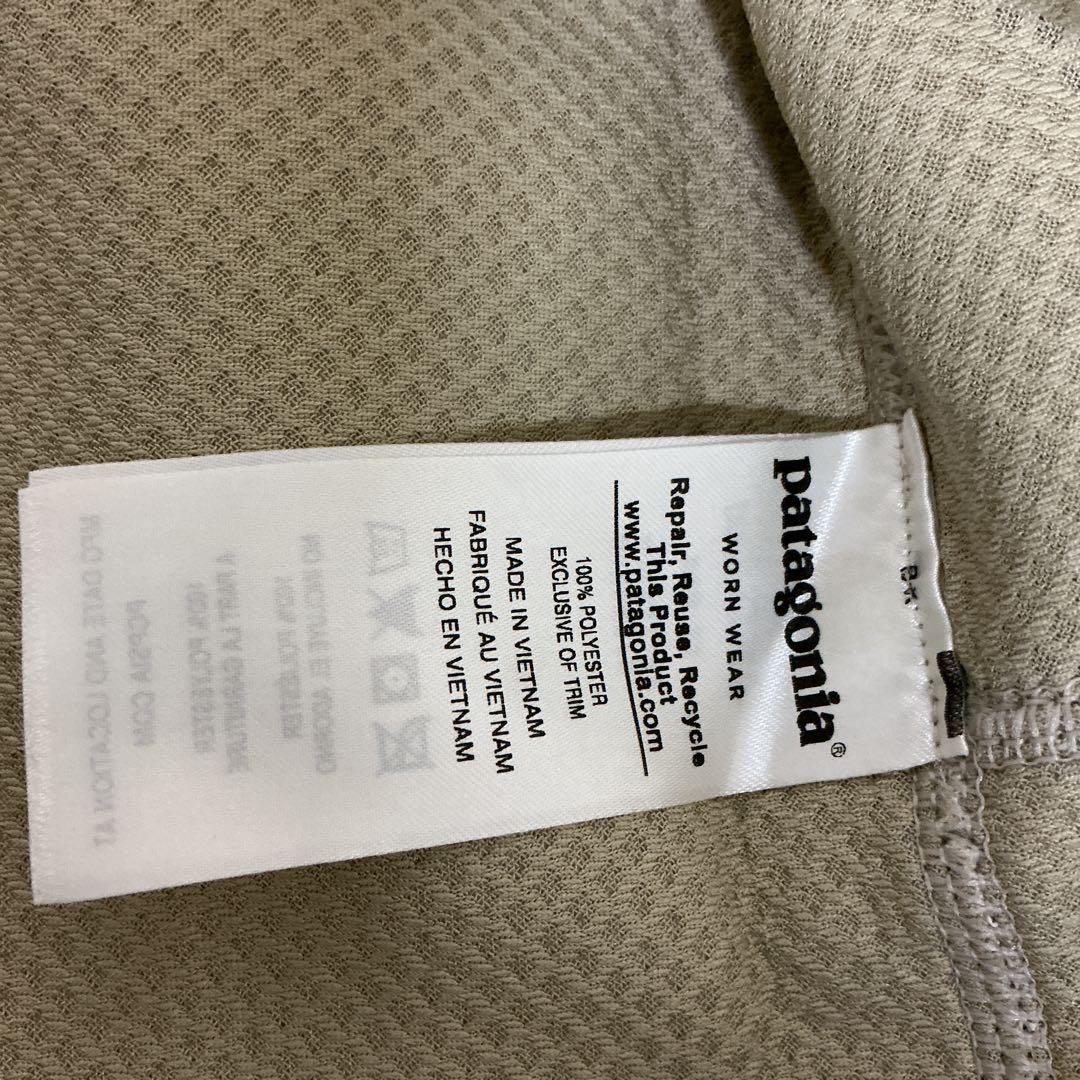 patagonia®
WORN WEAR
Repair, Reuse, Recycle
This Product
www.patagonia.com
100% POLYESTER
EXCLUSIVE OF TRIM
MADE IN VIETNAM
FABRIQUÉ AU VIETNAM
HECHO EN VIETNAM